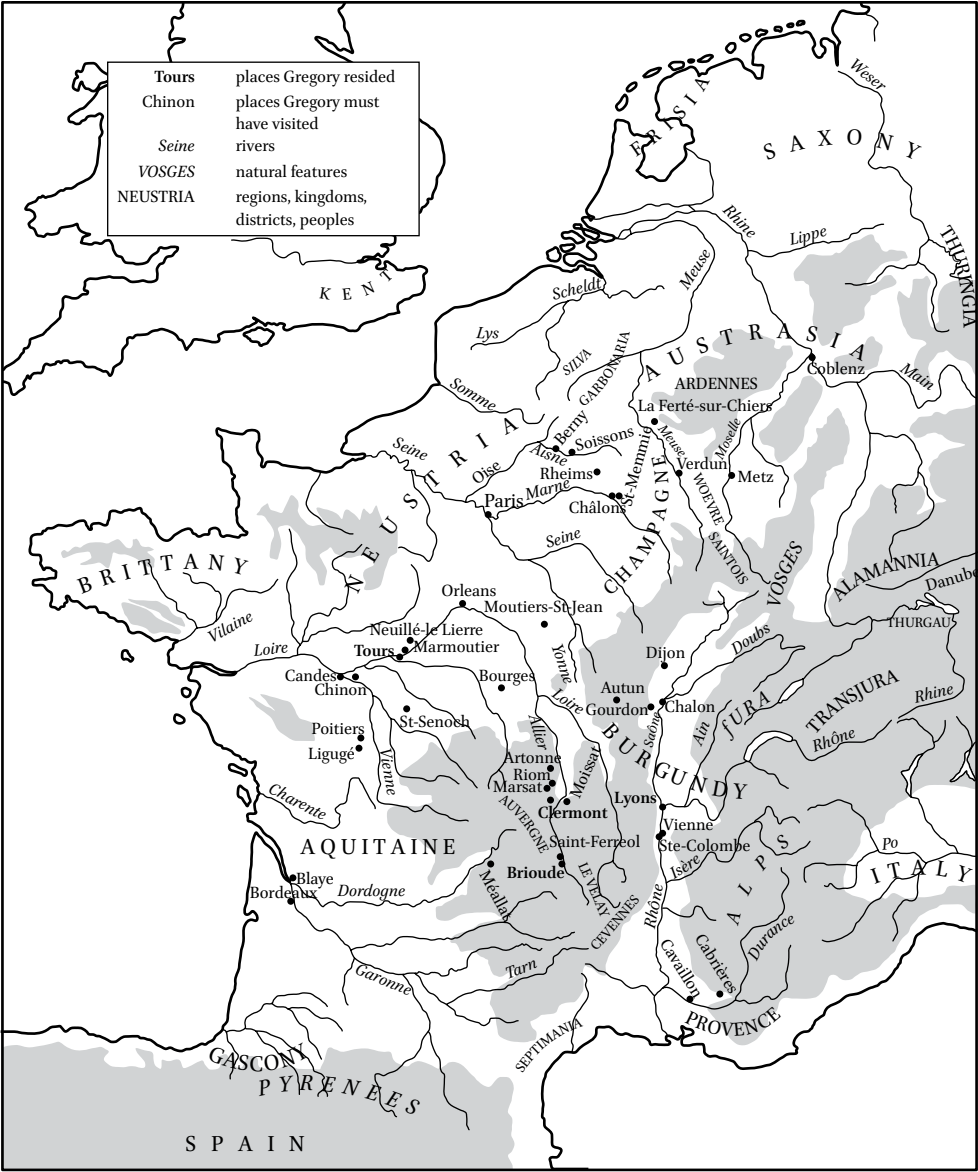 Tours places Gregory resided
Chinon places Gregory must
have visited
Seine rivers
VOSGES natural features
NEUSTRIA regions, kingdoms,
districts, peoples
Weser
FRISIA
SAXONY
Rhine
Lippe
THURINGIA
KENT
Scheldt
Meuse
Lys
SILVA
GARBONARIA
AUSTRASIA
Coblenz
Main
ARDENNES
Somme
La Ferté-sur-Chiers
NEUSTRIA
Berny
Soissons
Seine
Aisne
Meuse
Moselle
Oise
Rheims
St-Memmie
Verdun
Metz
Paris
Marne
Châlons
CHAMPAGNE
WOEVRE
SAINTOIS
Seine
VOSGES
ALAMANNIA
Danube
BRITTANY
Orleans
Moutiers-St-Jean
THURGAU
Vilaine
Neuillé-le Lierre
Doubs
Loire
Tours
Marmoutier
Yonne
Dijon
Candes
Chinon
Bourges
Autun
Loire
Gourdon
Chalon
TRANSJURA
Rhine
JURA
St-Senoch
Allier
Saône
Ain
Rhône
Poitiers
Ligugé
BURGUNDY
Vienne
Artonne
Riom
Marsat
Moissat
Charente
AUVERGNE
Clermont
Lyons
Vienne
AQUITAINE
Saint-Ferreol
Ste-Colombe
Po
ITALY
Brioude
Isère
ALPS
Blaye
Bordeaux
Dordogne
Méallat
LE VELAY
CEVENNES
Rhône
Durance
Garonne
Tarn
Cavaillon
Cabrières
SEPTIMANIA
PROVENCE
GASCONY
PYRENEES
SPAIN